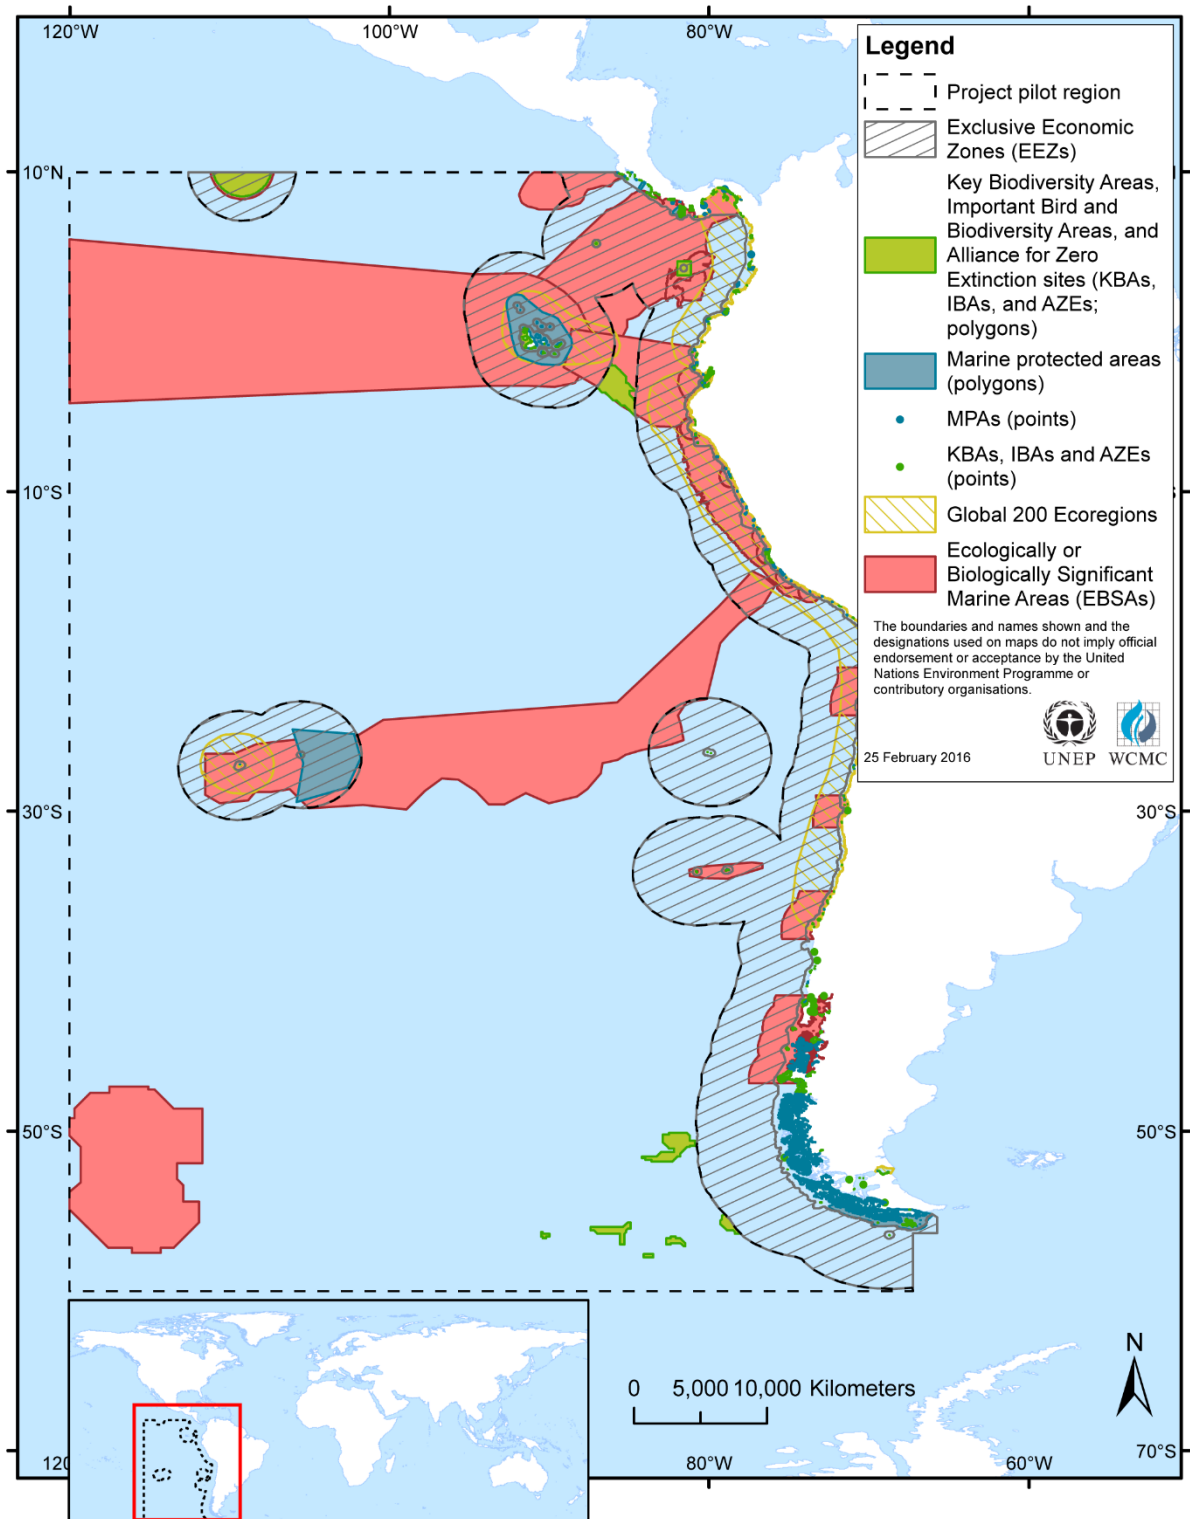 120°W
100°W
80°W
Legend
Project pilot region
Exclusive Economic
Zones (EEZs)
Key Biodiversity Areas,
Important Bird and
Biodiversity Areas, and
Alliance for Zero
Extinction sites (KBAs,
IBAs, and AZEs;
polygons)
Marine protected areas
(polygons)
MPAs (points)
KBAs, IBAs and AZEs
(points)
Global 200 Ecoregions
Ecologically or
Biologically Significant
Marine Areas (EBSAs)
The boundaries and names shown and the
designations used on maps do not imply official
endorsement or acceptance by the United
Nations Environment Programme or
contributory organisations.
25 February 2016
UNEP WCMC
10°N
10°S
30°S
30°S
50°S
50°S
N
0 5,000 10,000 Kilometers
70°S
80°W
60°W